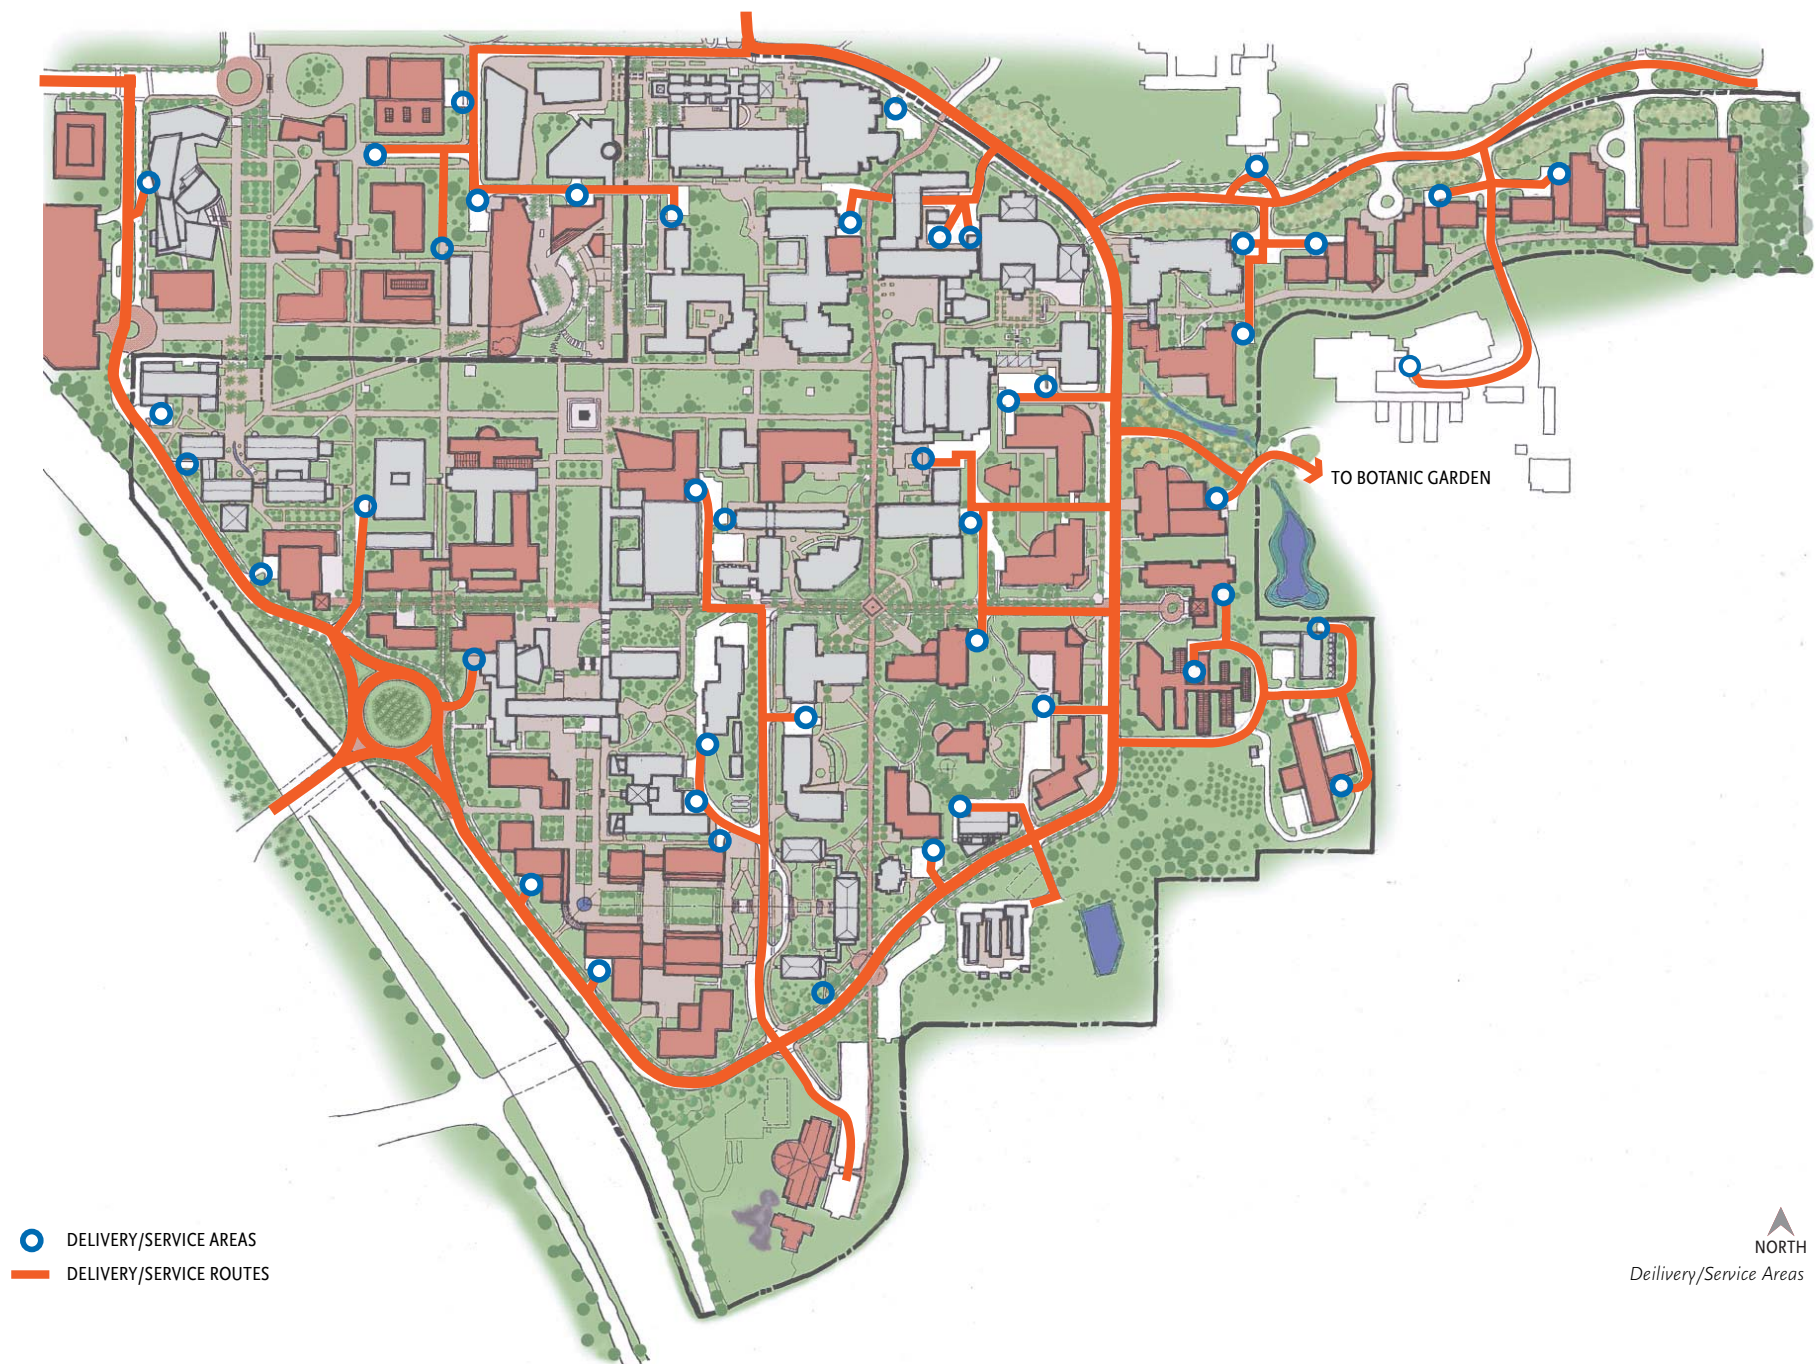 TO BOTANIC GARDEN
DELIVERY/SERVICE AREAS
DELIVERY/SERVICE ROUTES
NORTH
Deilivery/Service Areas